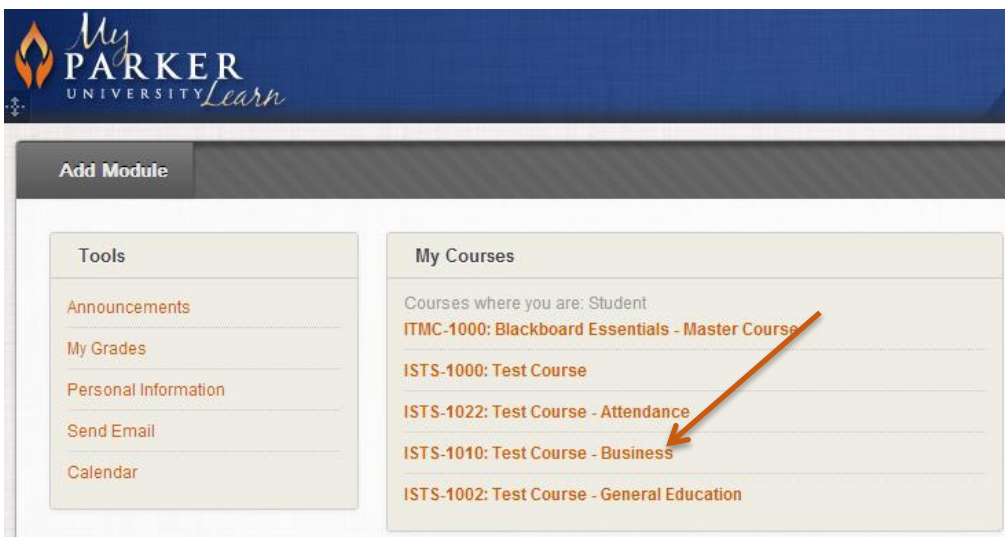 My
PARKER
UNIVERSITY Learn
Add Module
Tools
Announcements
My Grades
Personal Information
Send Email
Calendar
My Courses
Courses where you are: Student
ITMC-1000: Blackboard Essentials - Master Course
ISTS-1000: Test Course
ISTS-1022: Test Course - Attendance
ISTS-1010: Test Course - Business
ISTS-1002: Test Course - General Education